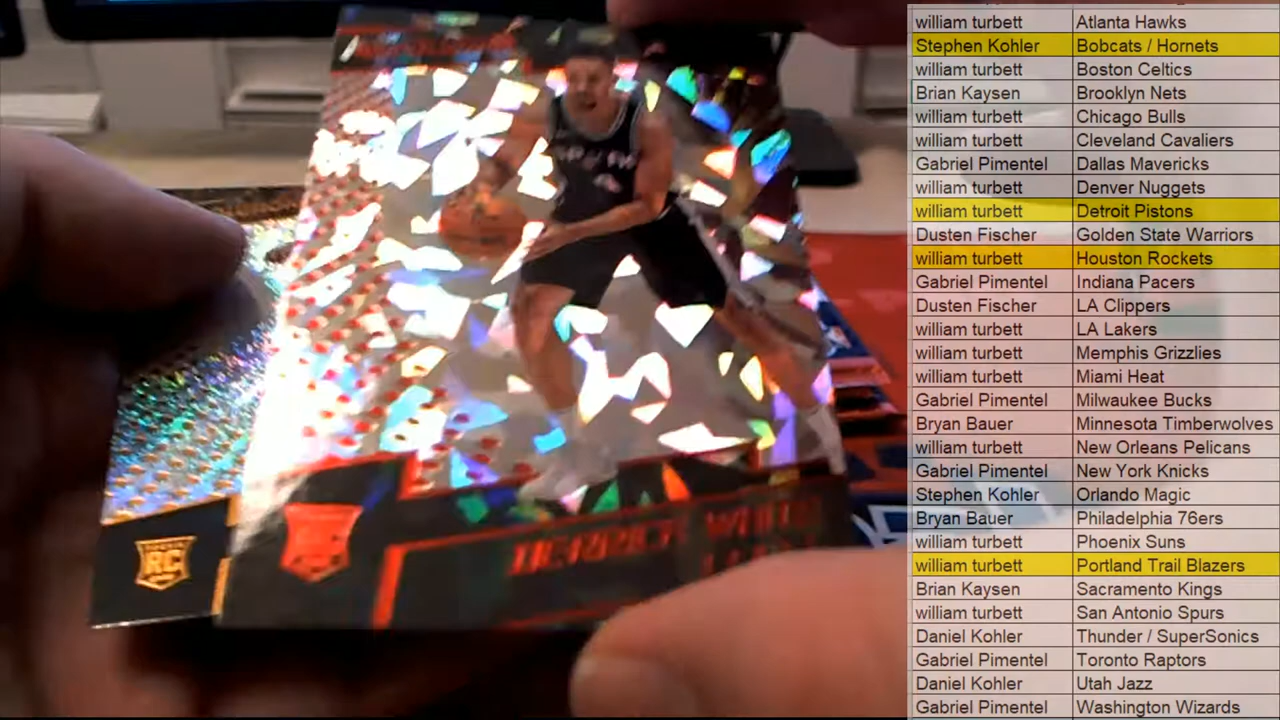 william turbett Atlanta Hawks
Stephen Kohler Bobcats / Hornets
william turbett Boston Celtics
Brian Kaysen Brooklyn Nets
william turbett Chicago Bulls
william turbett Cleveland Cavaliers
Gabriel Pimentel Dallas Mavericks
william turbett Denver Nuggets
william turbett Detroit Pistons
Dusten Fischer Golden State Warriors
william turbett Houston Rockets
Gabriel Pimentel Indiana Pacers
Dusten Fischer LA Clippers
william turbett LA Lakers
william turbett Memphis Grizzlies
william turbett Miami Heat
Gabriel Pimentel Milwaukee Bucks
Bryan Bauer Minnesota Timberwolves
william turbett New Orleans Pelicans
Gabriel Pimentel New York Knicks
Stephen Kohler Orlando Magic
Bryan Bauer Philadelphia 76ers
william turbett Phoenix Suns
william turbett Portland Trail Blazers
Brian Kaysen Sacramento Kings
william turbett San Antonio Spurs
Daniel Kohler Thunder / SuperSonics
Gabriel Pimentel Toronto Raptors
Daniel Kohler Utah Jazz
Gabriel Pimentel Washington Wizards
RC
DERRICK WHITE